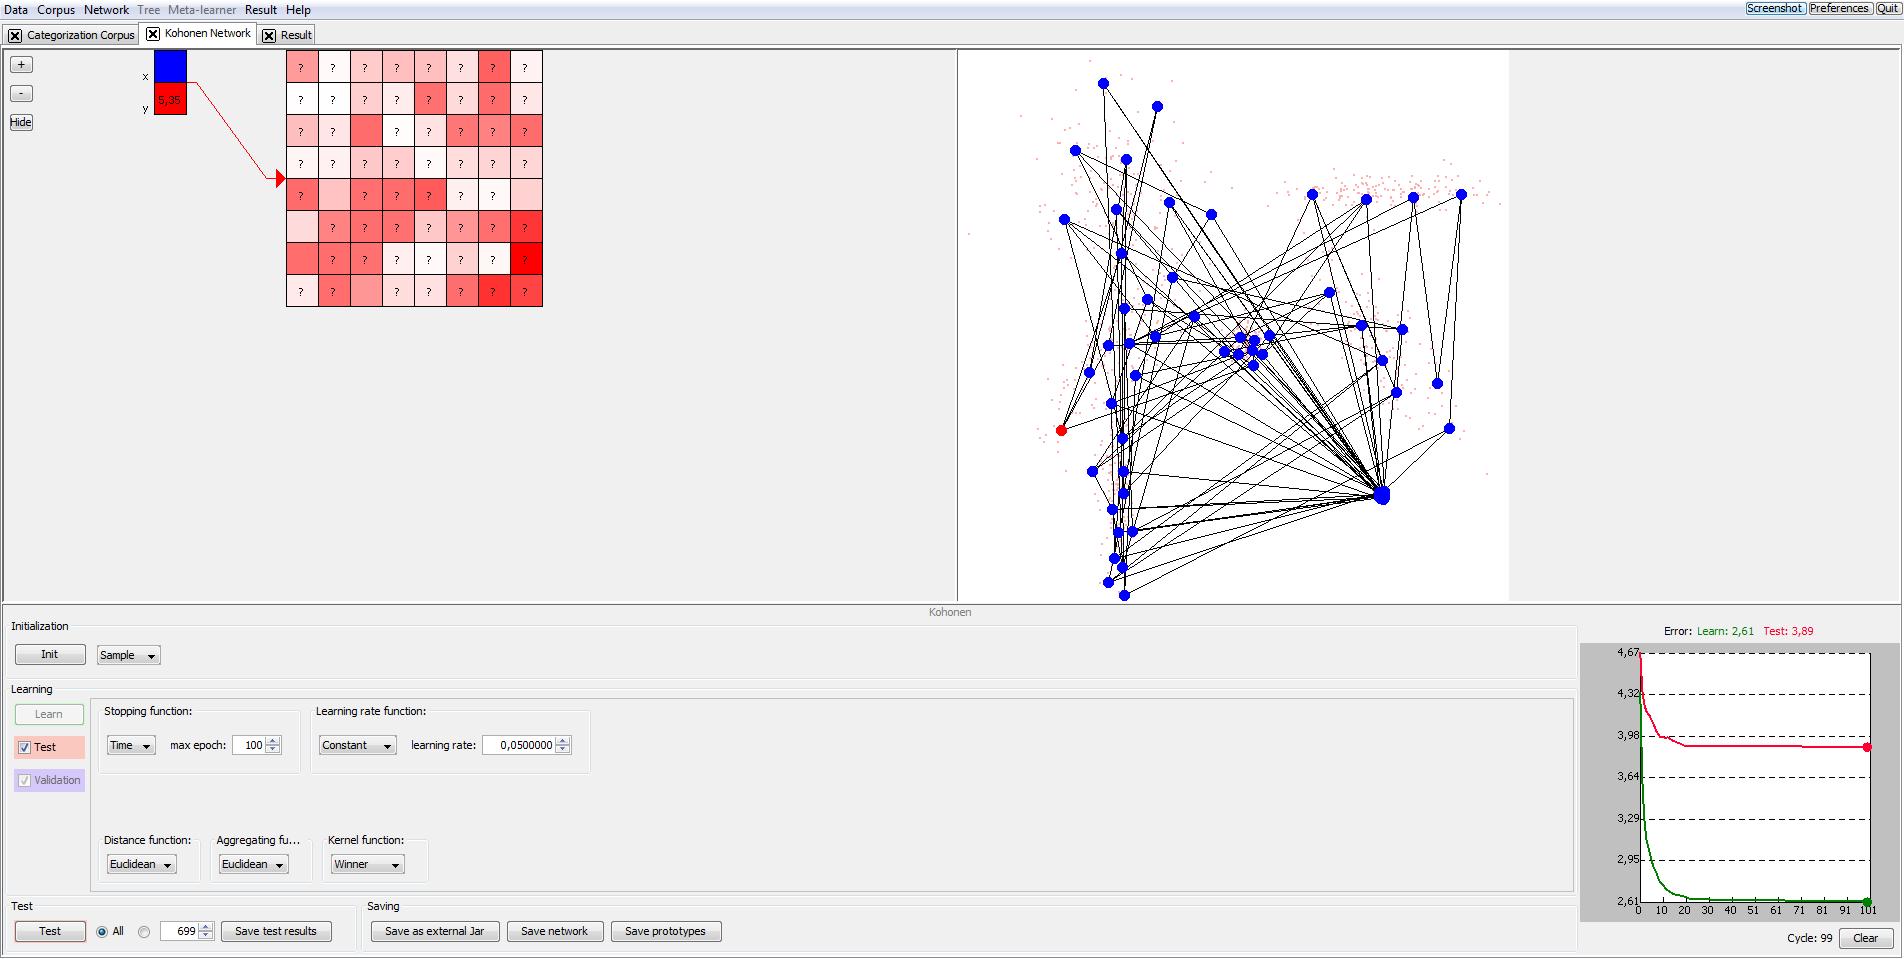 Data Corpus Network Tree Meta-learner Result Help Screenshot Preferences Quit
Categorization Corpus Kohonen Network Result
+
-
Hide
x
y 5,35
? ? ? ? ? ? ? ?
? ? ? ? ? ? ? ?
? ? ? ? ? ? ?
? ? ? ? ? ? ? ?
? ? ? ? ? ?
? ? ? ? ? ? ?
? ? ? ? ? ? ?
? ? ? ? ? ? ?
Kohonen
Initialization
Init Sample
Learning
Learn
Test
Validation
Stopping function:
Time max epoch: 100
Learning rate function:
Constant learning rate: 0,0500000
Distance function:
Euclidean
Aggregating fu...
Euclidean
Kernel function:
Winner
Test
Test All 699 Save test results
Saving
Save as external Jar Save network Save prototypes
Error: Learn: 2,61 Test: 3,89
4,67
4,32
3,98
3,64
3,29
2,95
2,61
0 10 20 30 40 51 61 71 81 91 101
Cycle: 99 Clear